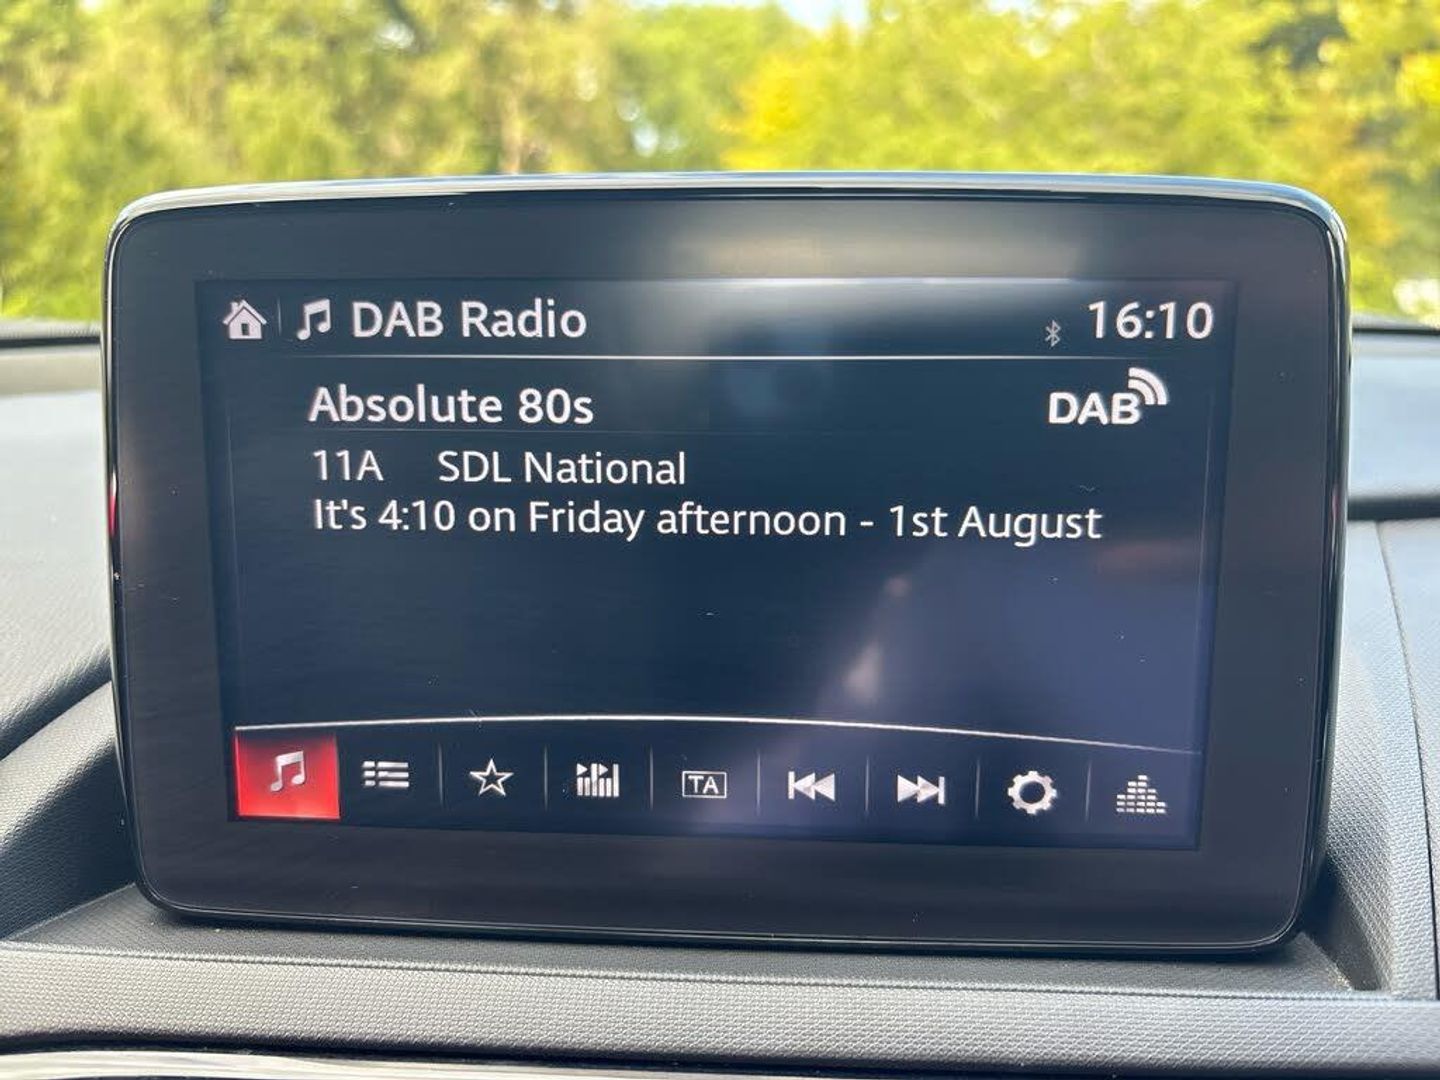 DAB Radio 16:10
Absolute 80s DAB
11A SDL National
It's 4:10 on Friday afternoon - 1st August
TA